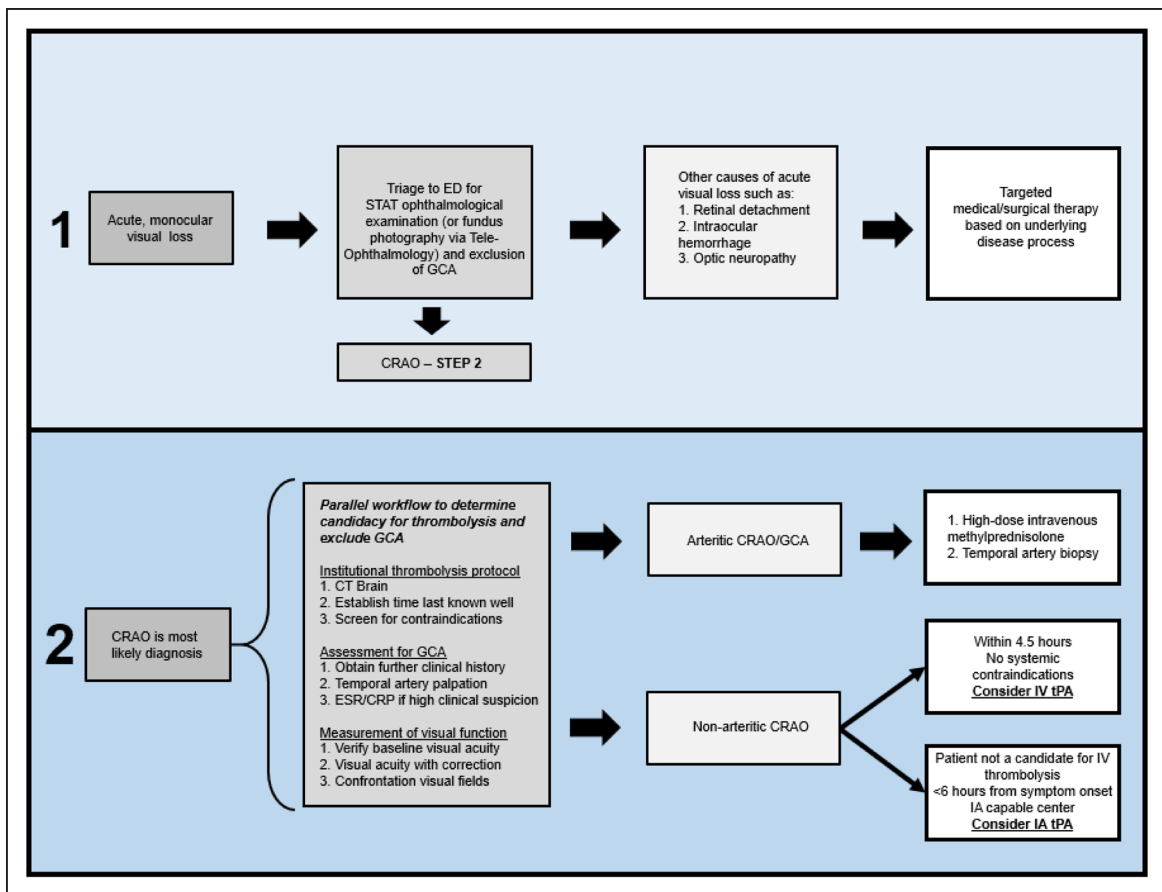 1
Acute, monocular
visual loss
Triage to ED for
STAT ophthalmological
examination (or fundus
photography via Tele-
Ophthalmology) and exclusion
of GCA
Other causes of acute
visual loss such as:
1. Retinal detachment
2. Intraocular
hemorrhage
3. Optic neuropathy
Targeted
medical/surgical therapy
based on underlying
disease process
CRAO – STEP 2
2
CRAO is most
likely diagnosis
Parallel workflow to determine
candidacy for thrombolysis and
exclude GCA
Institutional thrombolysis protocol
1. CT Brain
2. Establish time last known well
3. Screen for contraindications
Assessment for GCA
1. Obtain further clinical history
2. Temporal artery palpation
3. ESR/CRP if high clinical suspicion
Measurement of visual function
1. Verify baseline visual acuity
2. Visual acuity with correction
3. Confrontation visual fields
Arteritic CRAO/GCA
1. High-dose intravenous
methylprednisolone
2. Temporal artery biopsy
Non-arteritic CRAO
Within 4.5 hours
No systemic
contraindications
Consider IV tPA
Patient not a candidate for IV
thrombolysis
<6 hours from symptom onset
IA capable center
Consider IA tPA